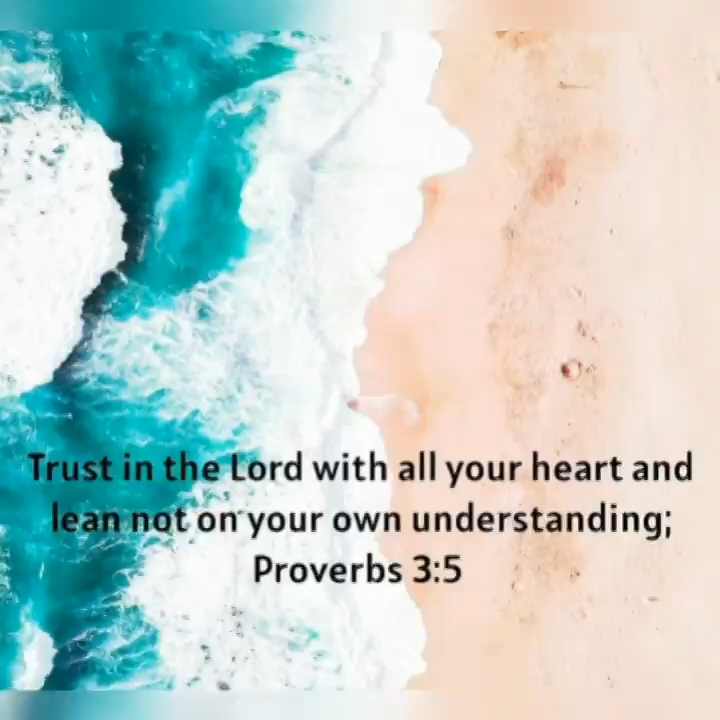 Trust in the Lord with all your heart and
lean not on your own understanding;
Proverbs 3:5